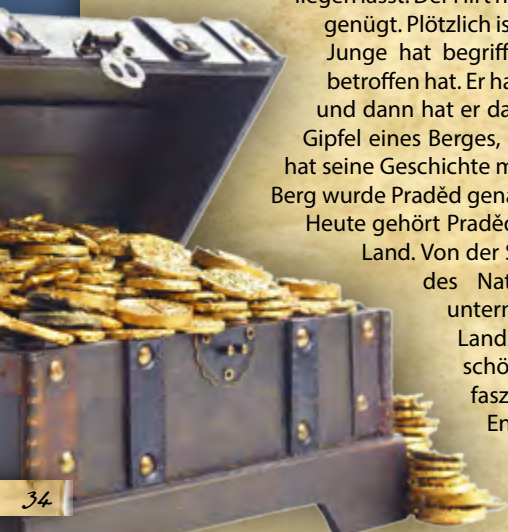 liegen lässt. Der Hirt
genügt. Plötzlich is
Junge hat begriff
betroffen hat. Er ha
und dann hat er da
Gipfel eines Berges,
hat seine Geschichte m
Berg wurde Praděd gena
Heute gehört Praděd
Land. Von der S
des Nat
untern
Land
schö
fasz
En
34